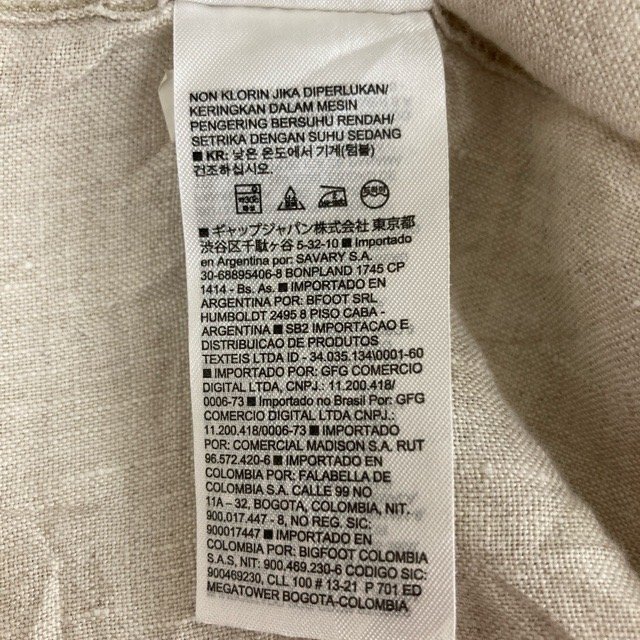 NON KLORIN JIKA DIPERLUKAN/
KERINGKAN DALAM MESIN
PENGERING BERSUHU RENDAH/
SETRIKA DENGAN SUHU SEDANG
■ KR: 낮은 온도에서 기계(텀블)
건조하십시오.
■ ギャップジャパン株式会社 東京都
渋谷区千駄ヶ谷 5-32-10 ■ Importado
en Argentina por: SAVARY S.A.
30-68895406-8 BONPLAND 1745 CP
1414 - Bs. As. ■ IMPORTADO EN
ARGENTINA POR: BFOOT SRL
HUMBOLDT 2495 8 PISO CABA -
ARGENTINA ■ SB2 IMPORTACAO E
DISTRIBUICAO DE PRODUTOS
TEXTEIS LTDA ID - 34.035.134\0001-60
■ IMPORTADO POR: GFG COMERCIO
DIGITAL LTDA, CNPJ.: 11.200.418/
0006-73 ■ Importado no Brasil Por: GFG
COMERCIO DIGITAL LTDA CNPJ.:
11.200.418/0006-73 ■ IMPORTADO
POR: COMERCIAL MADISON S.A. RUT
96.572.420-6 ■ IMPORTADO EN
COLOMBIA POR: FALABELLA DE
COLOMBIA S.A. CALLE 99 NO
11A – 32, BOGOTA, COLOMBIA, NIT.
900.017.447 - 8, NO REG. SIC:
900017447 ■ IMPORTADO EN
COLOMBIA POR: BIGFOOT COLOMBIA
S.A.S, NIT: 900.469.230-6 CODIGO SIC:
900469230, CLL 100 # 13-21 P 701 ED
MEGATOWER BOGOTA-COLOMBIA